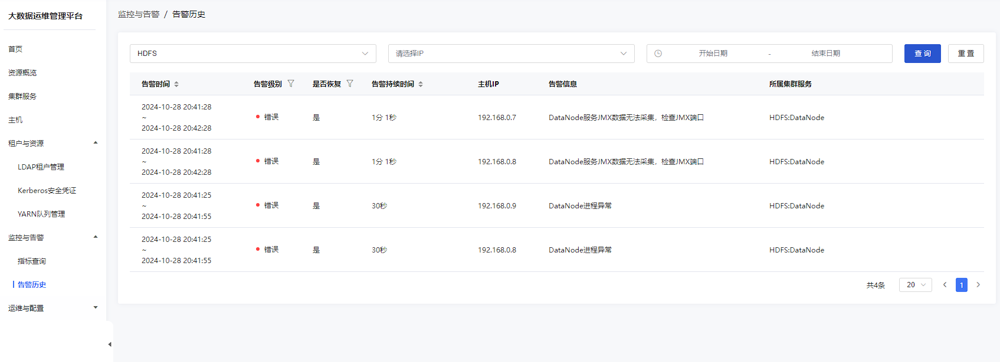 大数据运维管理平台
首页
资源概览
集群服务
主机
租户与资源
LDAP租户管理
Kerberos安全凭证
YARN队列管理
监控与告警
指标查询
告警历史
运维与配置
监控与告警 / 告警历史
HDFS 请选择IP 开始日期 - 结束日期 查询 重置
告警时间 告警级别 是否恢复 告警持续时间 主机IP 告警信息 所属集群服务
2024-10-28 20:41:28
~
2024-10-28 20:42:28
错误 是 1分 1秒 192.168.0.7 DataNode服务JMX数据无法采集，检查JMX端口 HDFS:DataNode
2024-10-28 20:41:28
~
2024-10-28 20:42:28
错误 是 1分 1秒 192.168.0.8 DataNode服务JMX数据无法采集，检查JMX端口 HDFS:DataNode
2024-10-28 20:41:25
~
2024-10-28 20:41:55
错误 是 30秒 192.168.0.9 DataNode进程异常 HDFS:DataNode
2024-10-28 20:41:25
~
2024-10-28 20:41:55
错误 是 30秒 192.168.0.8 DataNode进程异常 HDFS:DataNode
共4条 20 1